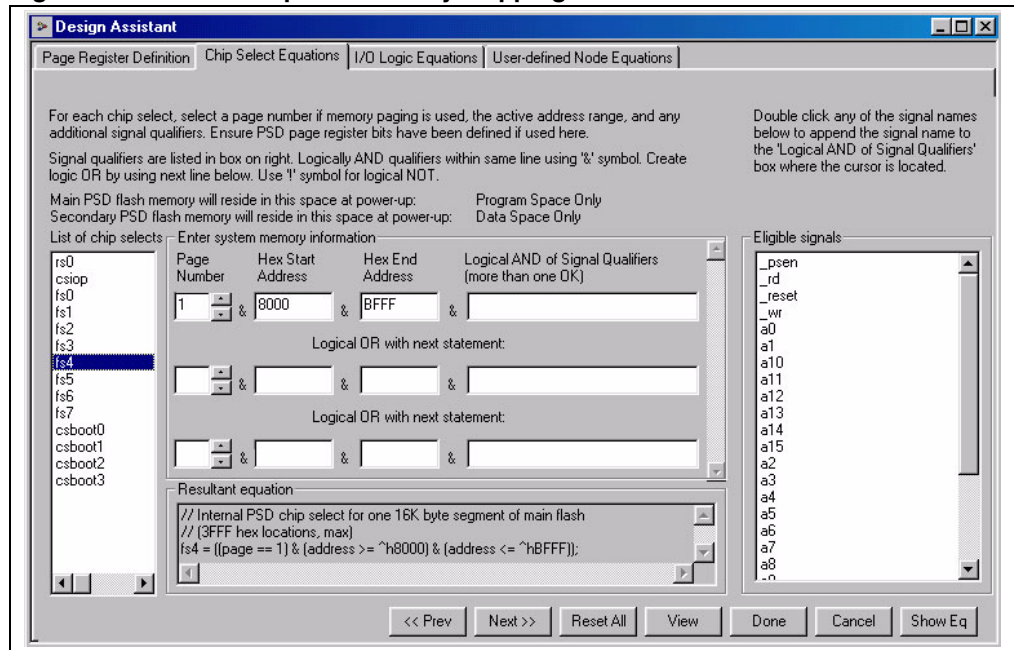 Design Assistant
Page Register Definition
Chip Select Equations
I/O Logic Equations
User-defined Node Equations
For each chip select, select a page number if memory paging is used, the active address range, and any
additional signal qualifiers. Ensure PSD page register bits have been defined if used here.
Signal qualifiers are listed in box on right. Logically AND qualifiers within same line using '&' symbol. Create
logic OR by using next line below. Use '!' symbol for logical NOT.
Main PSD flash memory will reside in this space at power-up: Program Space Only
Secondary PSD flash memory will reside in this space at power-up: Data Space Only
Double click any of the signal names
below to append the signal name to
the 'Logical AND of Signal Qualifiers'
box where the cursor is located.
List of chip selects
rs0
csiop
fs0
fs1
fs2
fs3
fs4
fs5
fs6
fs7
csboot0
csboot1
csboot2
csboot3
Enter system memory information
Page Number
Hex Start Address
Hex End Address
Logical AND of Signal Qualifiers (more than one OK)
1 & 8000 & BFFF &
Logical OR with next statement:
& & &
Logical OR with next statement:
& & &
Resultant equation
// Internal PSD chip select for one 16K byte segment of main flash
// (3FFF hex locations, max)
fs4 = ((page == 1) & (address >= ^h8000) & (address <= ^hBFFF));
Eligible signals
_psen
_rd
_reset
_wr
a0
a1
a10
a11
a12
a13
a14
a15
a2
a3
a4
a5
a6
a7
a8
<< Prev
Next >>
Reset All
View
Done
Cancel
Show Eq